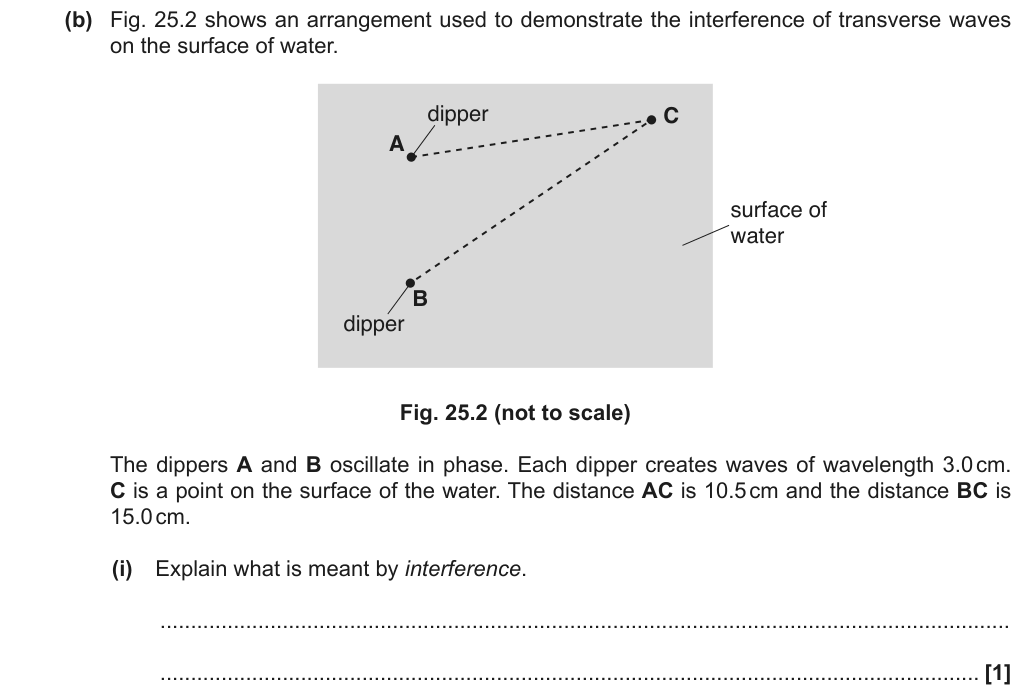 (b) Fig. 25.2 shows an arrangement used to demonstrate the interference of transverse waves
on the surface of water.
dipper
C
A
surface of
water
B
dipper
Fig. 25.2 (not to scale)
The dippers A and B oscillate in phase. Each dipper creates waves of wavelength 3.0 cm.
C is a point on the surface of the water. The distance AC is 10.5 cm and the distance BC is
15.0 cm.
(i) Explain what is meant by interference.
..........................................................................................................................................
..................................................................................................................................... [1]